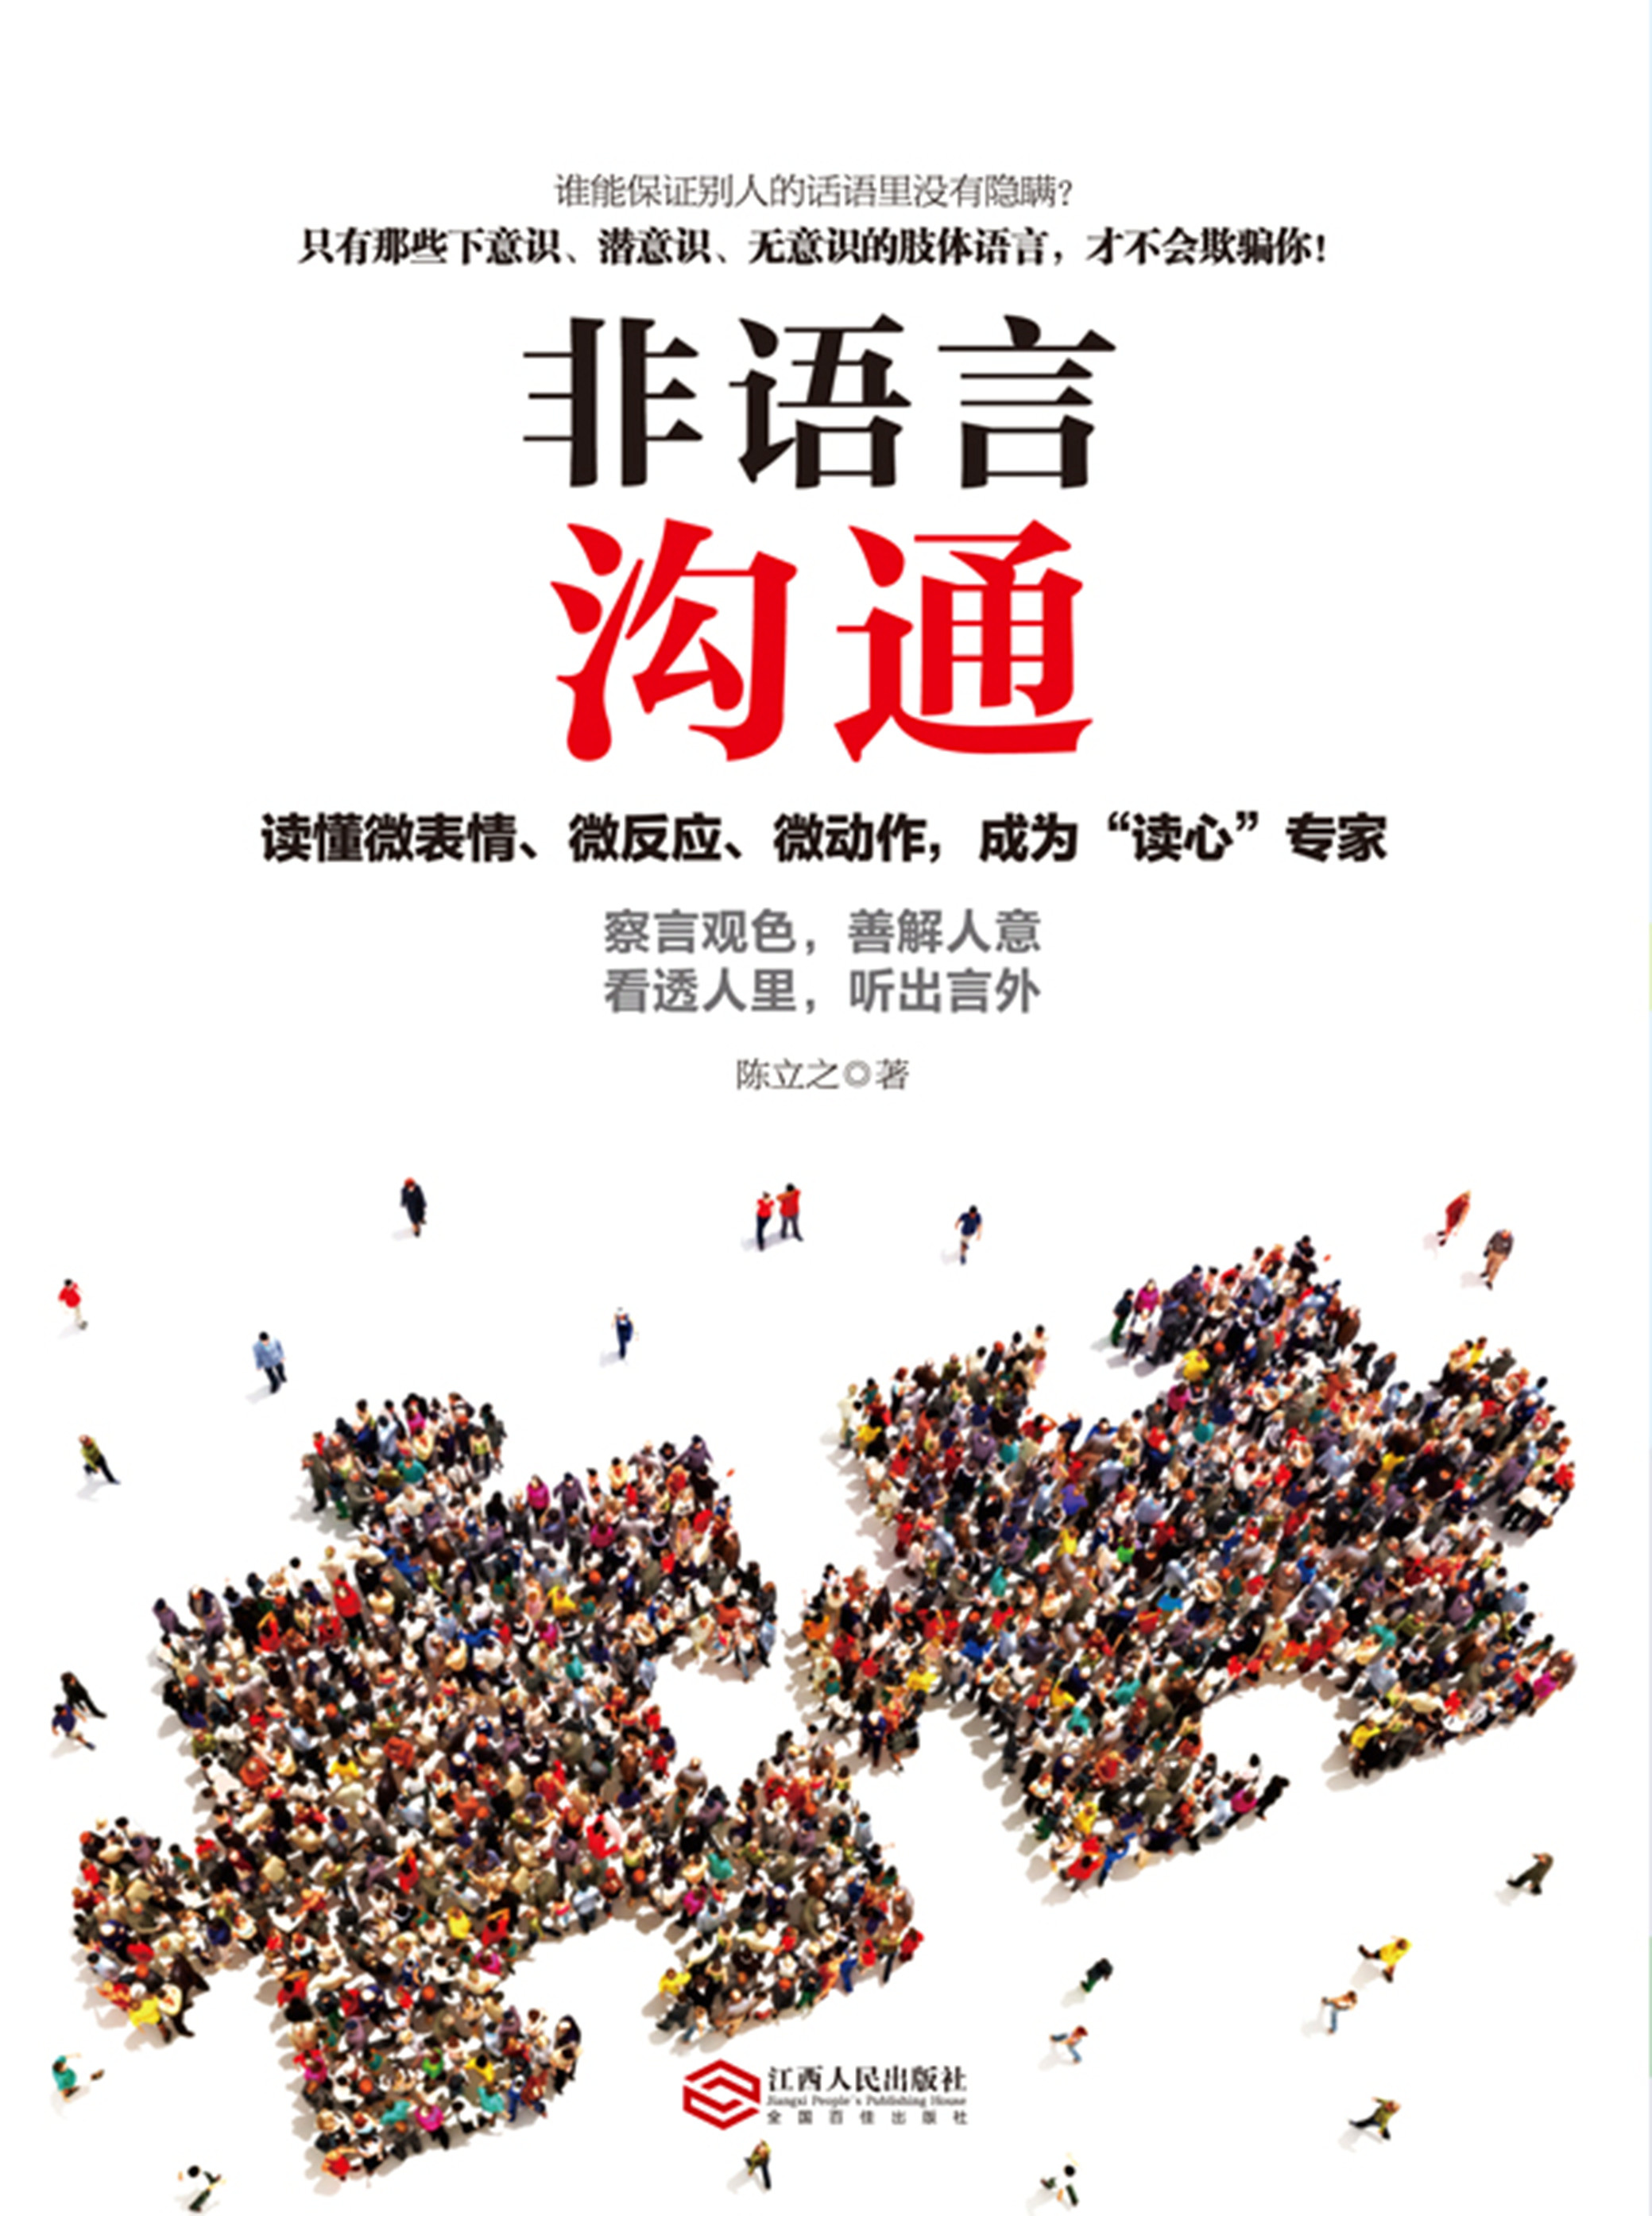 谁能保证别人的话语里没有隐瞒?
只有那些下意识、潜意识、无意识的肢体语言，才不会欺骗你！
非语言
沟通
读懂微表情、微反应、微动作，成为“读心”专家
察言观色，善解人意
看透人里，听出言外
陈立之◎著
江西人民出版社
Jiangxi People's Publishing House
全国百佳出版社